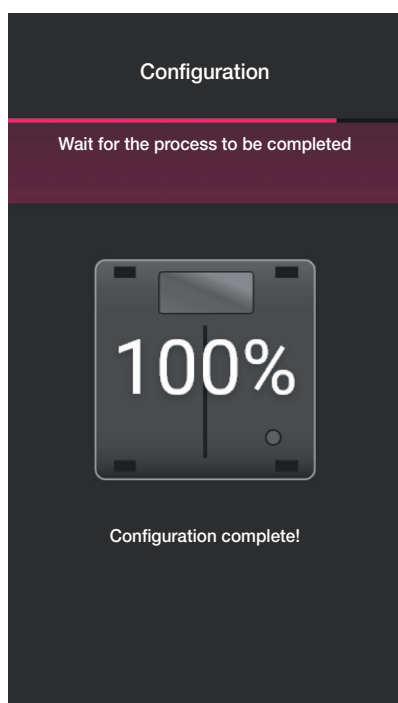 Configuration
Wait for the process to be completed
100%
Configuration complete!